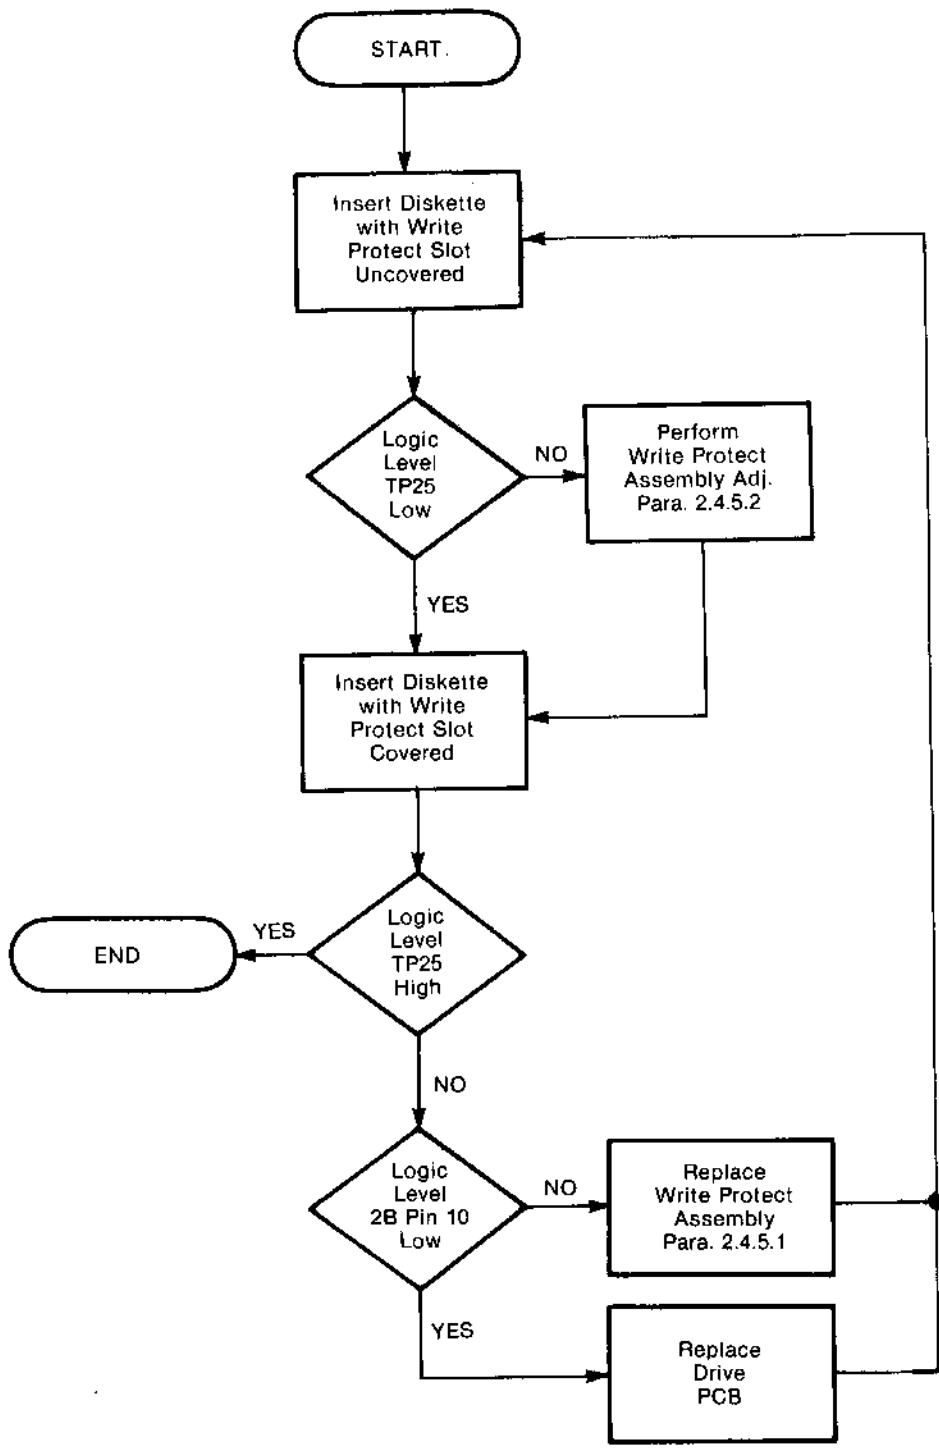 START
Insert Diskette
with Write
Protect Slot
Uncovered
Logic
Level
TP25
Low
NO
Perform
Write Protect
Assembly Adj.
Para. 2.4.5.2
YES
Insert Diskette
with Write
Protect Slot
Covered
Logic
Level
TP25
High
YES
END
NO
Logic
Level
2B Pin 10
Low
NO
Replace
Write Protect
Assembly
Para. 2.4.5.1
YES
Replace
Drive
PCB